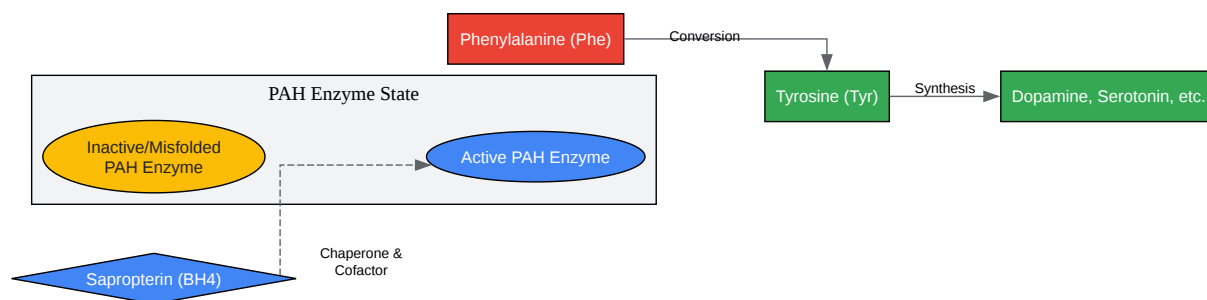 Phenylalanine (Phe)
Conversion
PAH Enzyme State
Tyrosine (Tyr)
Synthesis
Dopamine, Serotonin, etc.
Inactive/Misfolded
PAH Enzyme
Active PAH Enzyme
Chaperone &
Cofactor
Sapropterin (BH4)